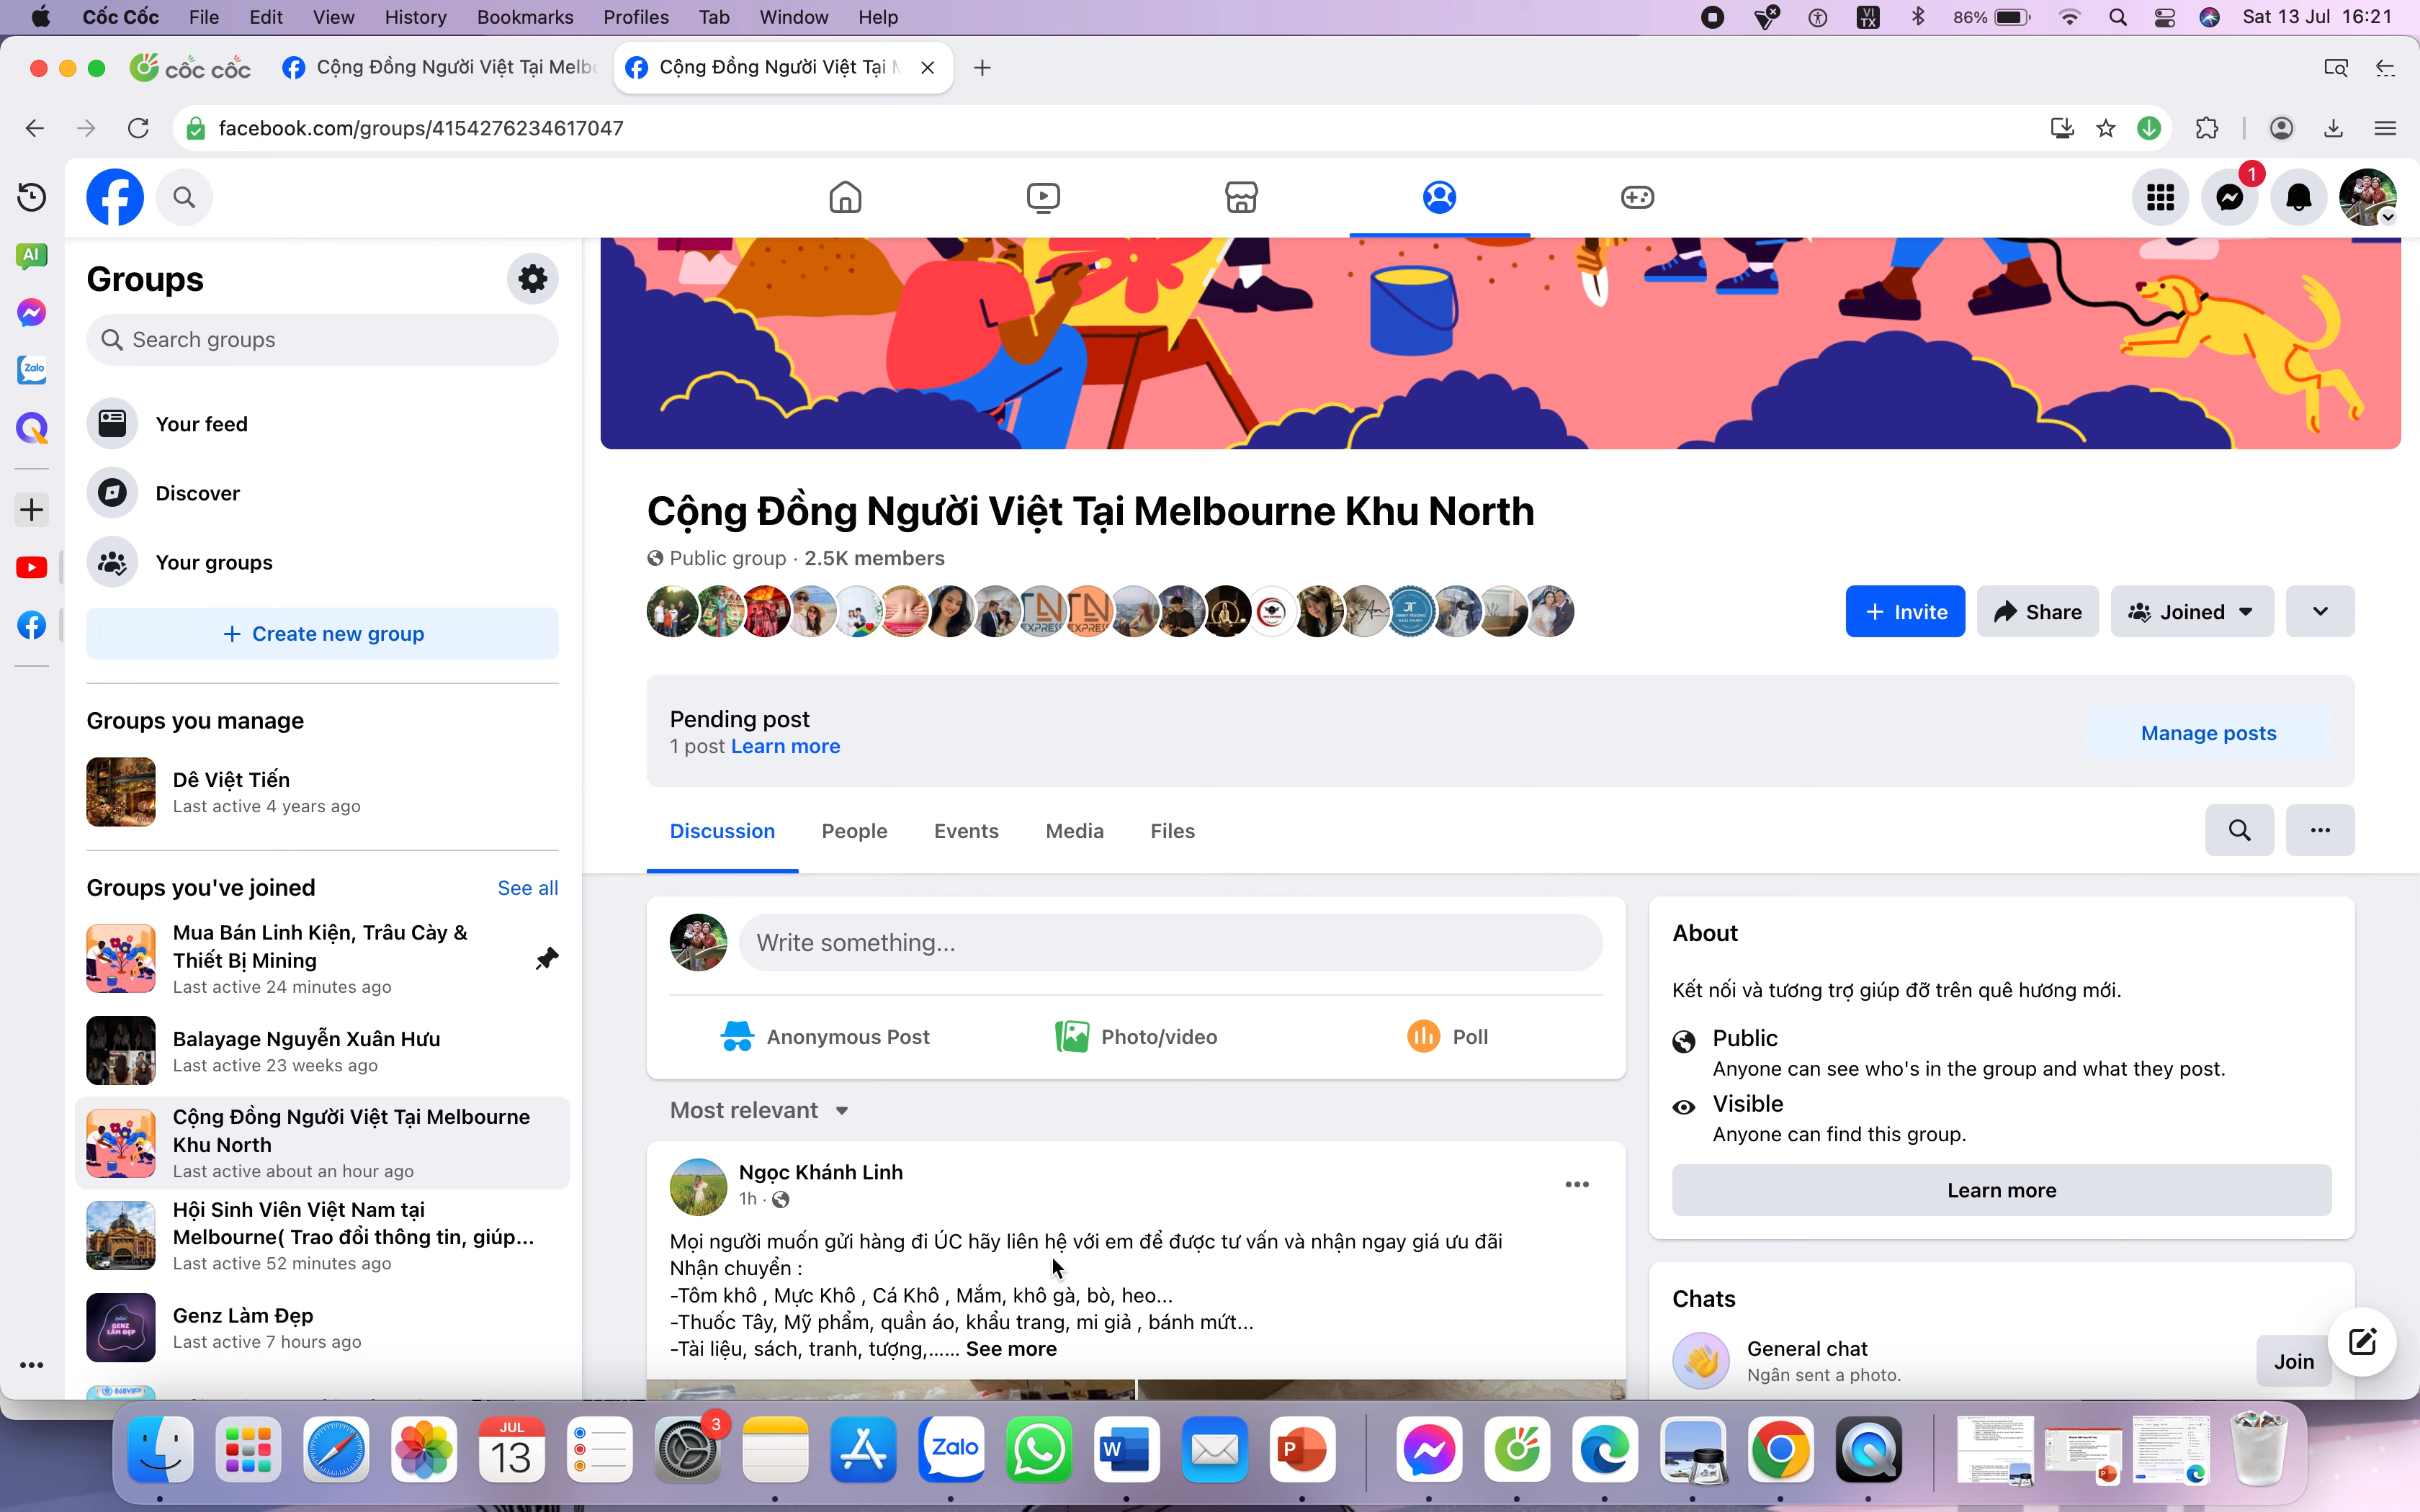 Cốc Cốc File Edit View History Bookmarks Profiles Tab Window Help
VI TX 86% Sat 13 Jul 16:21
cốc cốc Cộng Đồng Người Việt Tại Melb Cộng Đồng Người Việt Tại
facebook.com/groups/4154276234617047
1
AI
Zalo
Groups
Search groups
Your feed
Discover
Your groups
+ Create new group
Groups you manage
Dê Việt Tiến
Last active 4 years ago
Groups you've joined
See all
Mua Bán Linh Kiện, Trâu Cày &
Thiết Bị Mining
Last active 24 minutes ago
Balayage Nguyễn Xuân Hưu
Last active 23 weeks ago
Cộng Đồng Người Việt Tại Melbourne
Khu North
Last active about an hour ago
Hội Sinh Viên Việt Nam tại
Melbourne( Trao đổi thông tin, giúp...
Last active 52 minutes ago
Genz Làm Đẹp
Last active 7 hours ago
Cộng Đồng Người Việt Tại Melbourne Khu North
Public group · 2.5K members
+ Invite
Share
Joined
Pending post
1 post Learn more
Manage posts
Discussion
People
Events
Media
Files
Write something...
Anonymous Post
Photo/video
Poll
Most relevant
Ngọc Khánh Linh
1h ·
Mọi người muốn gửi hàng đi ÚC hãy liên hệ với em để được tư vấn và nhận ngay giá ưu đãi
Nhận chuyển :
-Tôm khô , Mực Khô , Cá Khô , Mắm, khô gà, bò, heo...
-Thuốc Tây, Mỹ phẩm, quần áo, khẩu trang, mi giả , bánh mứt...
-Tài liệu, sách, tranh, tượng,...... See more
About
Kết nối và tương trợ giúp đỡ trên quê hương mới.
Public
Anyone can see who's in the group and what they post.
Visible
Anyone can find this group.
Learn more
Chats
General chat
Ngân sent a photo.
Join
JUL
13
3
Zalo
W
P